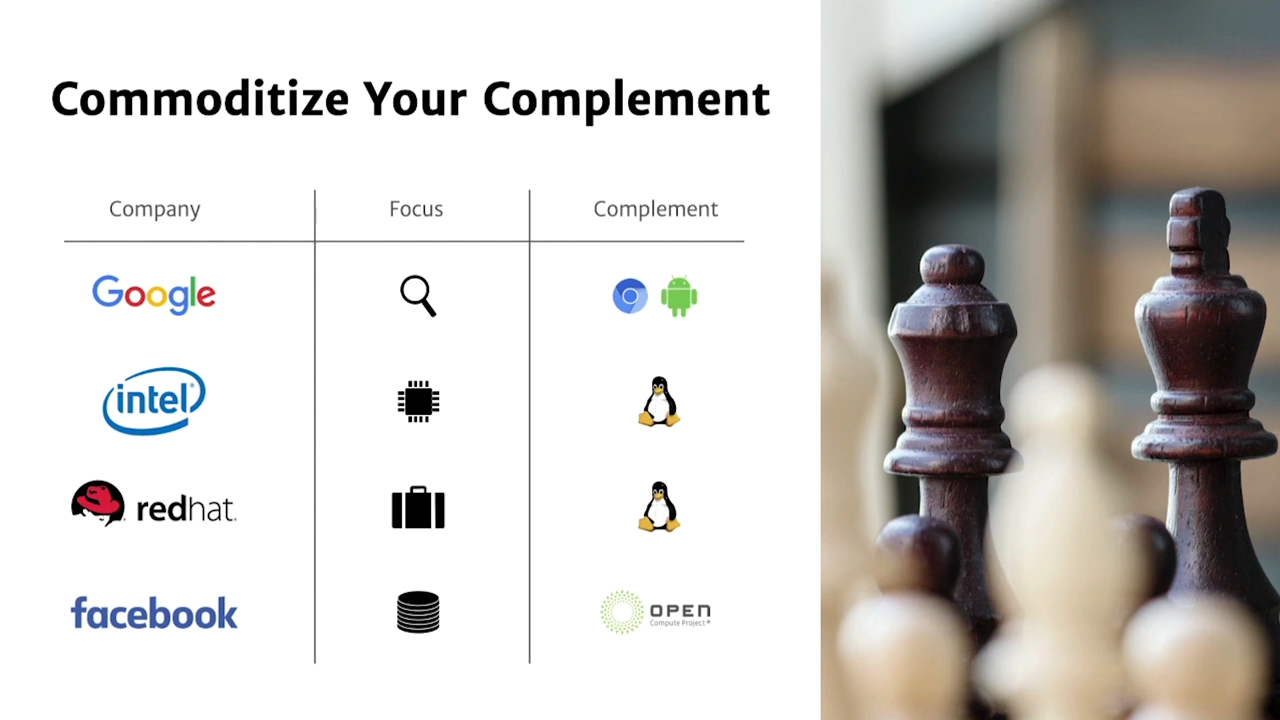 Commoditize Your Complement
Company Focus Complement
Google
intel
redhat.
facebook
OPEN
Compute Project